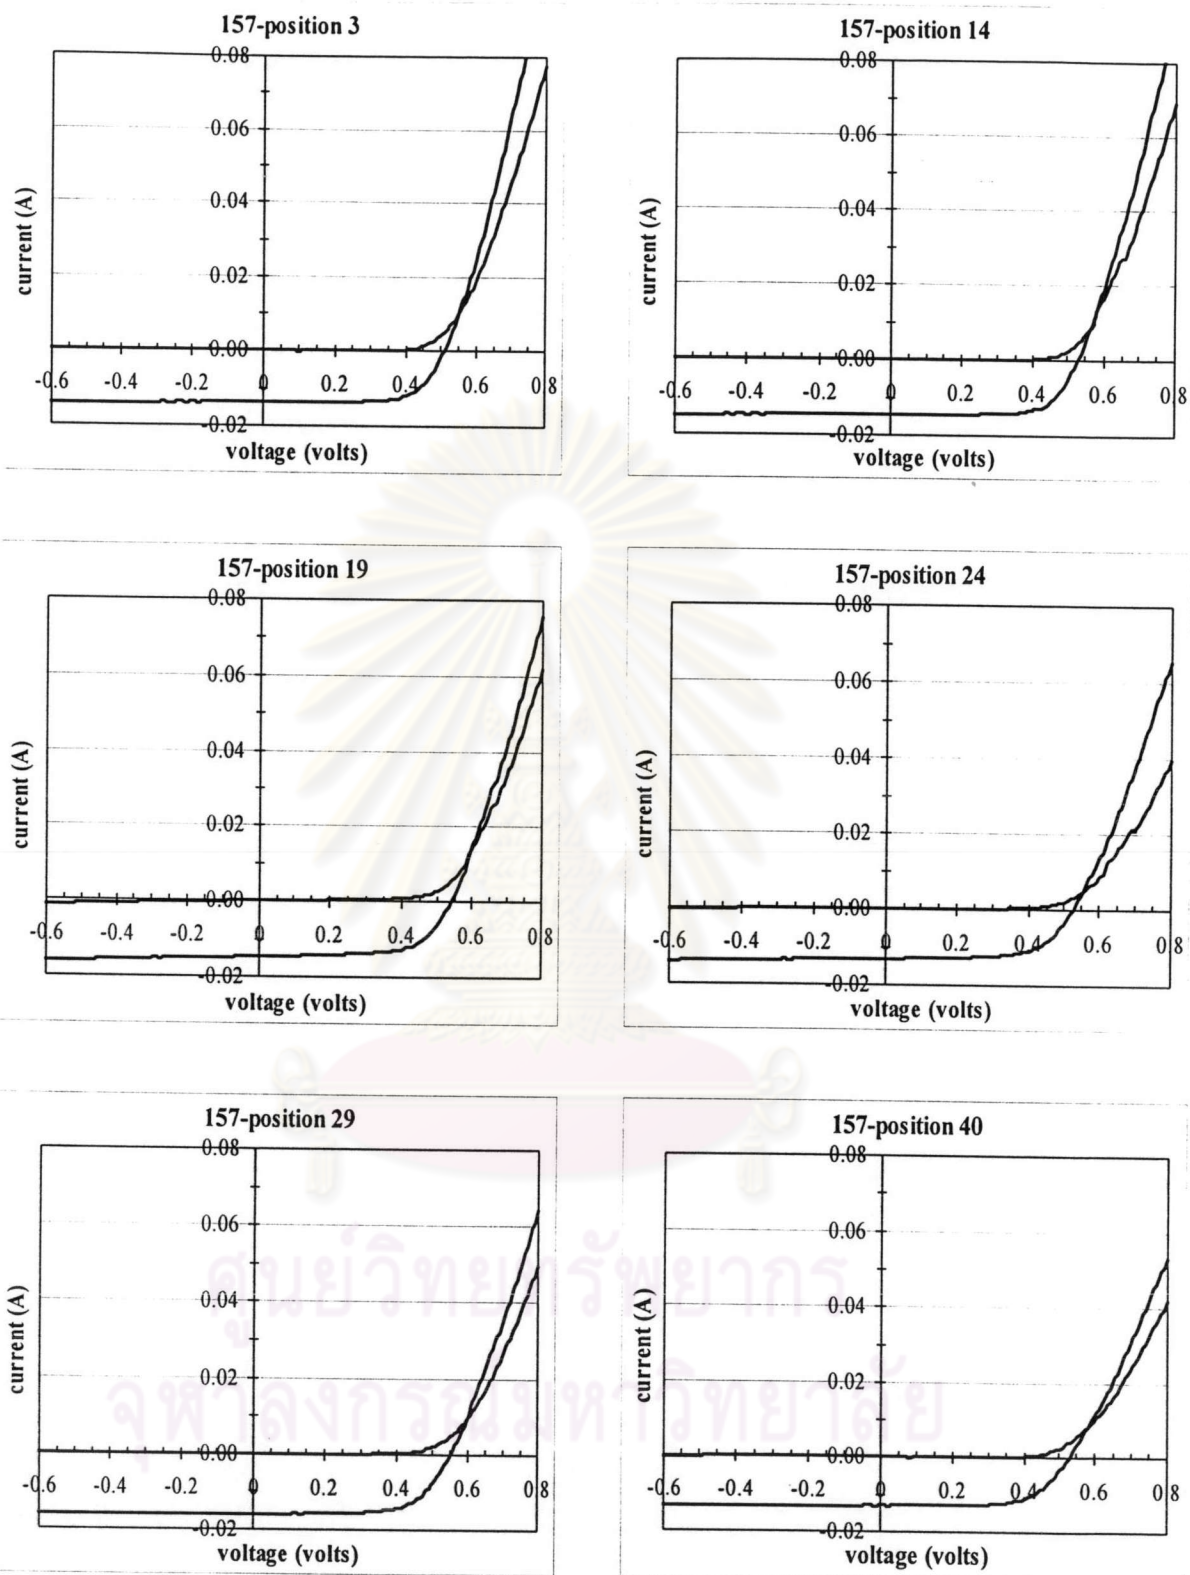 157-position 3
0.08
0.06
0.04
0.02
0.00
-0.6 -0.4 -0.2 0 0.2 0.4 0.6 0.8
-0.02
current (A)
voltage (volts)
157-position 14
0.08
0.06
0.04
0.02
0.00
-0.6 -0.4 -0.2 0 0.2 0.4 0.6 0.8
-0.02
current (A)
voltage (volts)
157-position 19
0.08
0.06
0.04
0.02
0.00
-0.6 -0.4 -0.2 0 0.2 0.4 0.6 0.8
-0.02
current (A)
voltage (volts)
157-position 24
0.08
0.06
0.04
0.02
0.00
-0.6 -0.4 -0.2 0 0.2 0.4 0.6 0.8
-0.02
current (A)
voltage (volts)
157-position 29
0.08
0.06
0.04
0.02
0.00
-0.6 -0.4 -0.2 0 0.2 0.4 0.6 0.8
-0.02
current (A)
voltage (volts)
157-position 40
0.08
0.06
0.04
0.02
0.00
-0.6 -0.4 -0.2 0 0.2 0.4 0.6 0.8
-0.02
current (A)
voltage (volts)
ศูนย์วิทยทรัพยากร
จุฬาลงกรณ์มหาวิทยาลัย